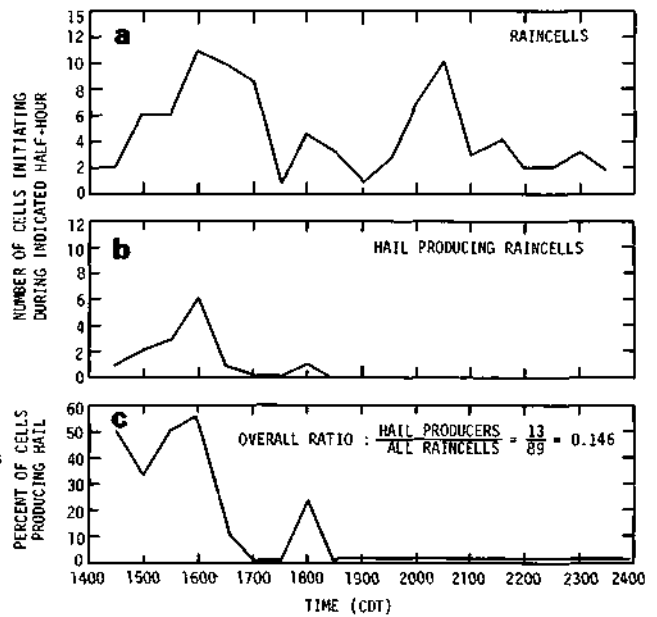 NUMBER OF CELLS INITIATING
DURING INDICATED HALF-HOUR
a
RAINCELLS
15
12
10
8
6
4
2
0
b
HAIL PRODUCING RAINCELLS
12
10
8
6
4
2
0
PERCENT OF CELLS
PRODUCING HAIL
c
OVERALL RATIO : HAIL PRODUCERS / ALL RAINCELLS = 13 / 89 = 0.146
60
50
40
30
20
10
0
1400 1500 1600 1700 1800 1900 2000 2100 2200 2300 2400
TIME (CDT)